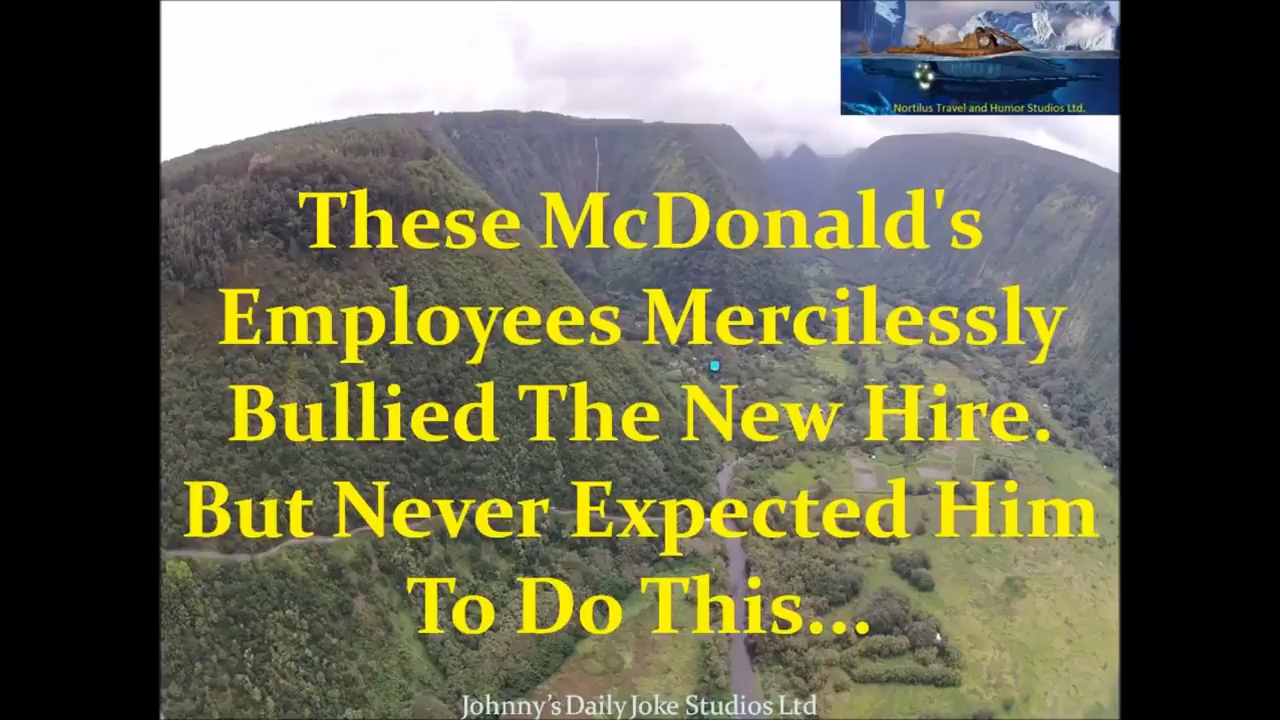 Nortilus Travel and Humor Studios Ltd.
These McDonald's
Employees Mercilessly
Bullied The New Hire.
But Never Expected Him
To Do This...
Johnny's Daily Joke Studios Ltd